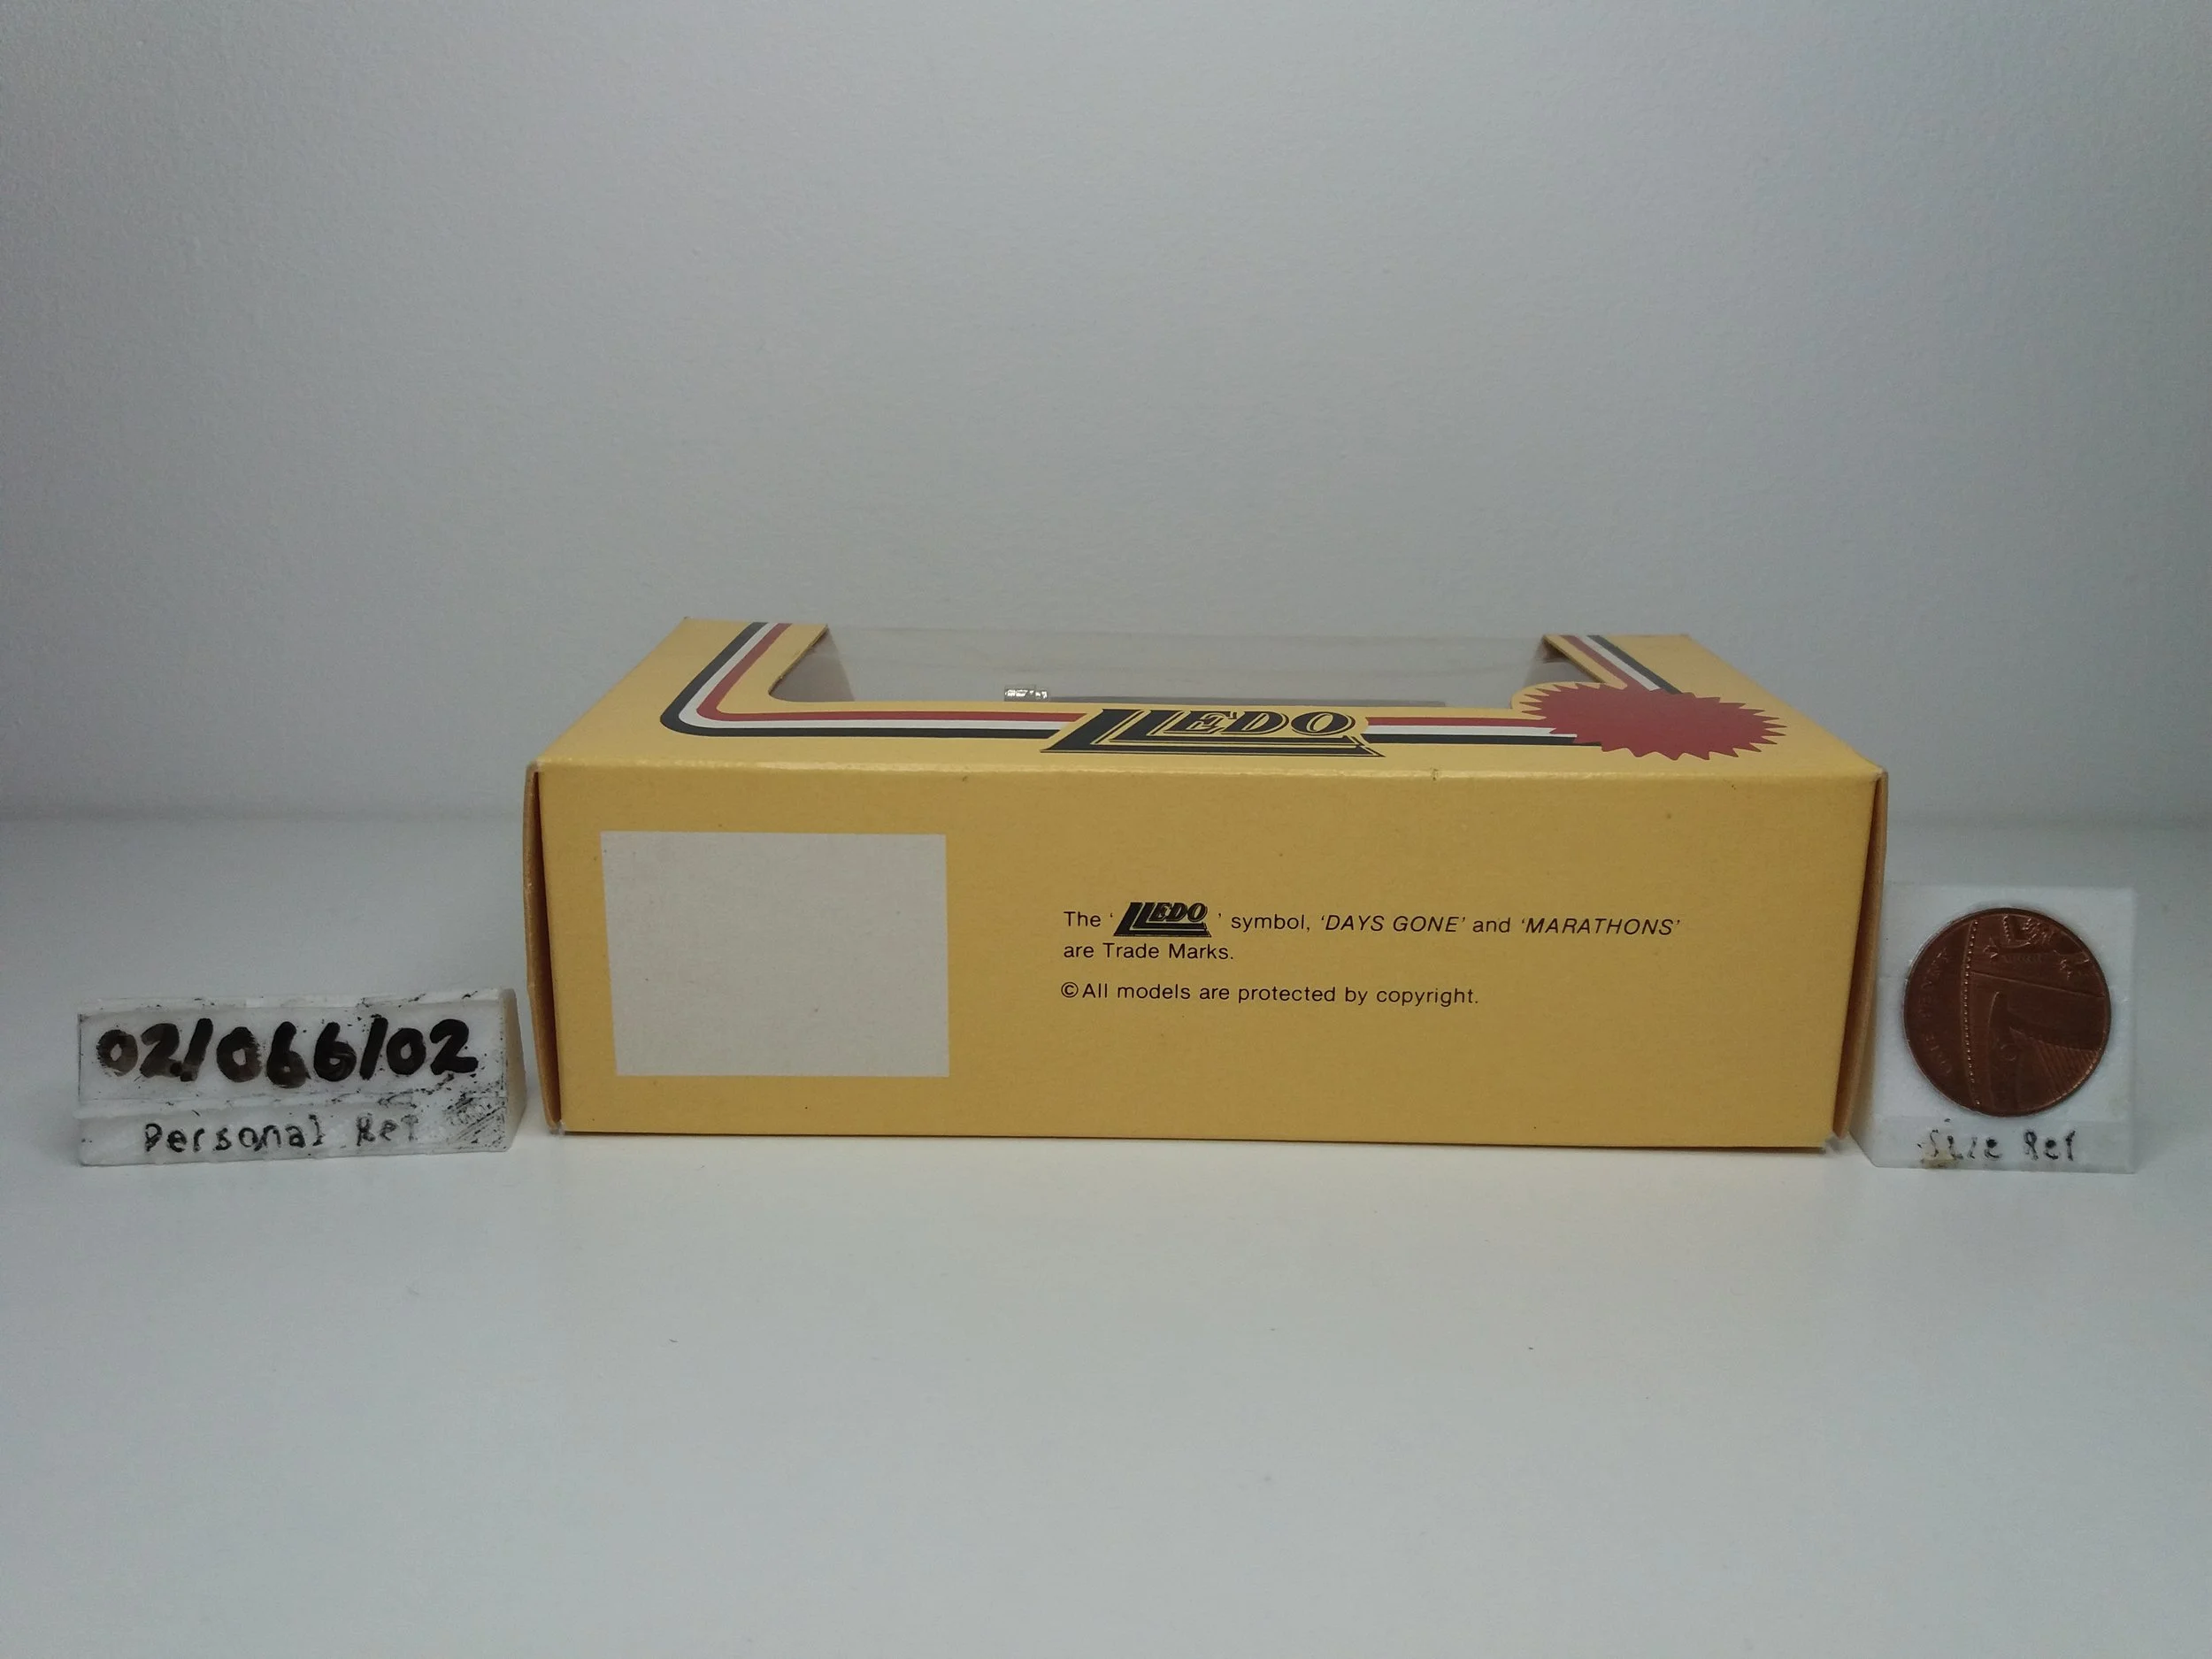 LLEDO
The 'LLEDO' symbol, 'DAYS GONE' and 'MARATHONS'
are Trade Marks.
©All models are protected by copyright.
02/066/02
Personal Ref
Size Ref